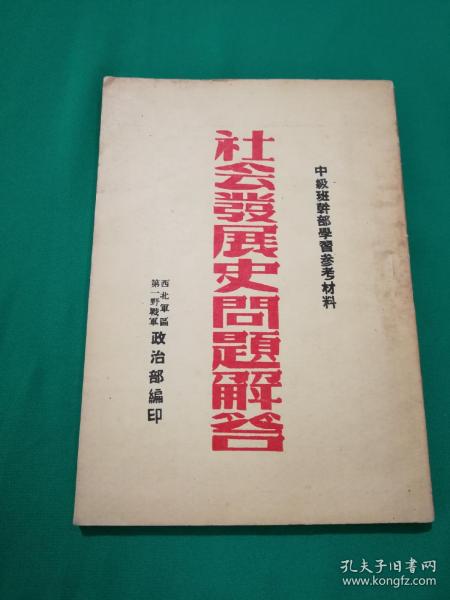 中級班幹部學習參考材料
社会發展史問題解答
西北軍區
第一野戰軍
政治部編印
孔夫子旧书网
www.kongfz.com